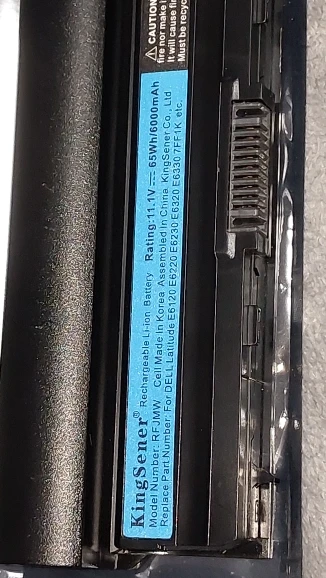 KingSener® Rechargeable Li-ion Battery Rating: 11.1V⎓65Wh/6000mAh
Model Number: RFJMW Cell Made In Korea Assembled In China. KingSener Co., Ltd
Replace Part Number: For DELL Latitude E6120 E6220 E6230 E6320 E6330 7FF1K etc.
CAUTION
fire nor make i
It will cause fi
Must be recyc